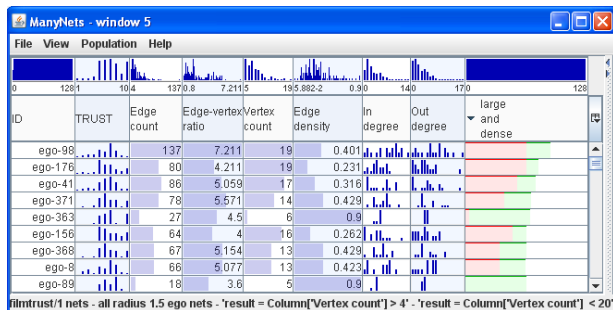 ManyNets - window 5
File View Population Help
0 128 1 10 4 137 0.8 7.211 5 19 5.882-2 0.9 0 14 0 17 0 128
ID TRUST Edge count Edge-vertex ratio Vertex count Edge density In degree Out degree large and dense
ego-98 137 7.211 19 0.401
ego-176 80 4.211 19 0.231
ego-41 86 5.059 17 0.316
ego-371 78 5.571 14 0.429
ego-363 27 4.5 6 0.9
ego-156 64 4 16 0.262
ego-368 67 5.154 13 0.429
ego-8 66 5.077 13 0.423
ego-89 18 3.6 5 0.9
filmtrust/1 nets - all radius 1.5 ego nets - 'result = Column['Vertex count'] > 4' - 'result = Column['Vertex count'] < 20'